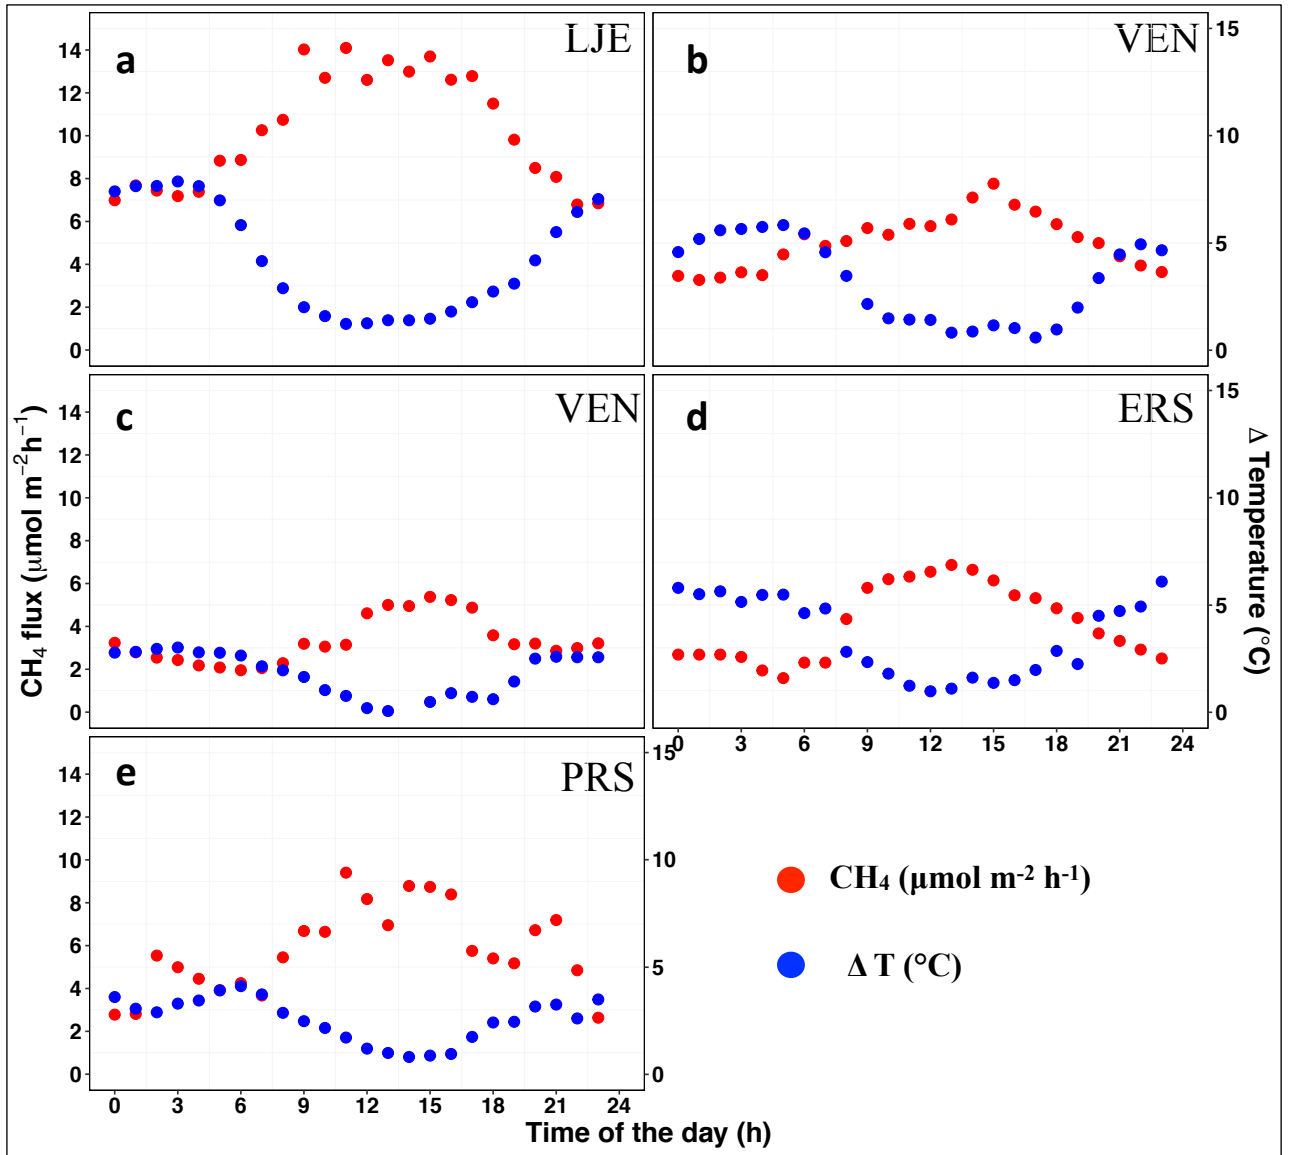 a
LJE
14
12
10
8
6
4
2
0
b
VEN
15
10
5
0
c
VEN
14
12
10
8
6
4
2
0
d
ERS
15
10
5
0
0 3 6 9 12 15 18 21 24
e
PRS
14
12
10
8
6
4
2
0
15
10
5
0
0 3 6 9 12 15 18 21 24
CH₄ flux (μmol m⁻²h⁻¹)
Δ Temperature (°C)
Time of the day (h)
CH₄ (μmol m⁻² h⁻¹)
Δ T (°C)